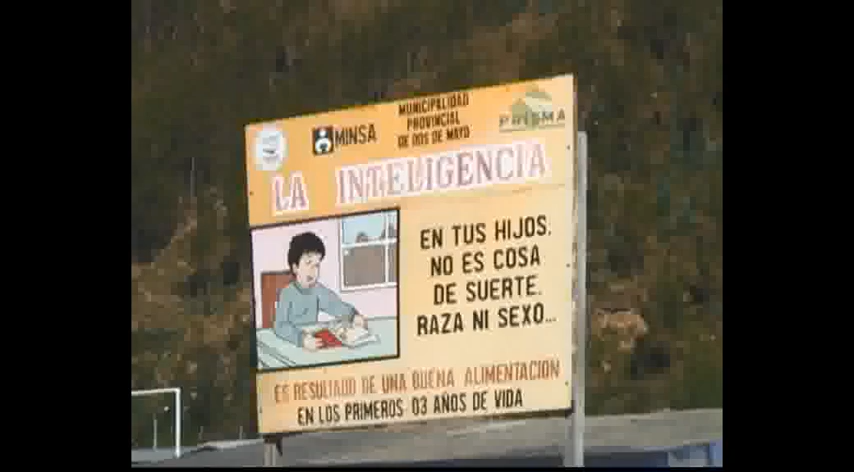 MINSA
MUNICIPALIDAD
PROVINCIAL
DE DOS DE MAYO
PRISMA
LA INTELIGENCIA
EN TUS HIJOS.
NO ES COSA
DE SUERTE.
RAZA NI SEXO...
ES RESULTADO DE UNA BUENA ALIMENTACION
EN LOS PRIMEROS 03 AÑOS DE VIDA